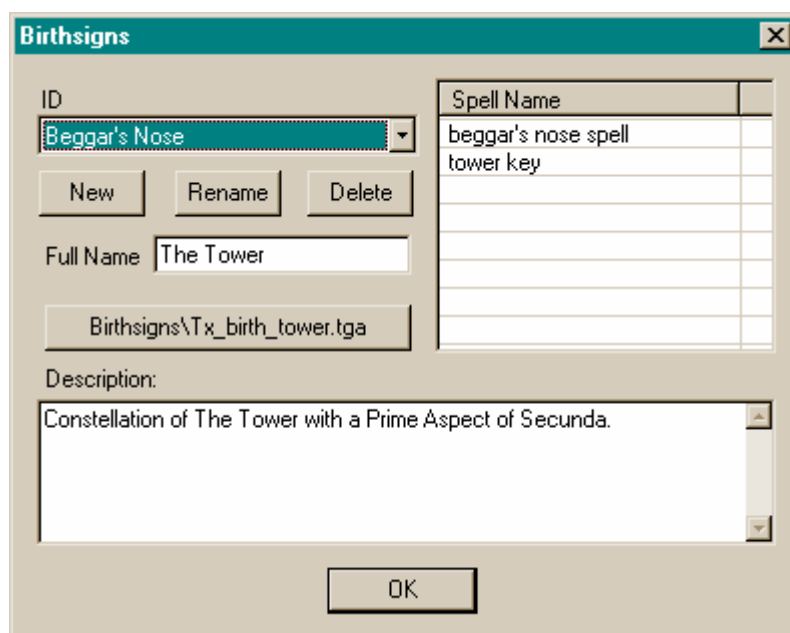 Birthsigns
ID
Beggar's Nose
New Rename Delete
Full Name The Tower
Birthsigns\Tx_birth_tower.tga
Spell Name
beggar's nose spell
tower key
Description:
Constellation of The Tower with a Prime Aspect of Secunda.
OK